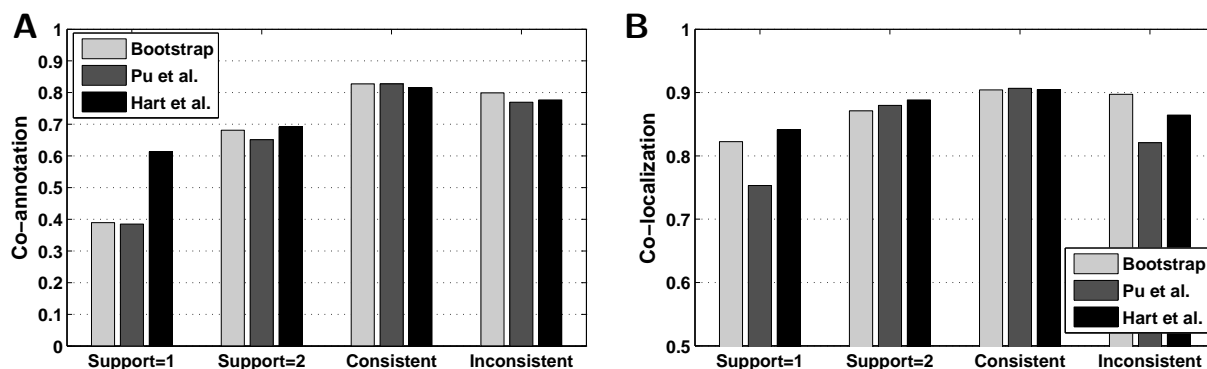 A
Co-annotation
1
0.9
0.8
0.7
0.6
0.5
0.4
0.3
0.2
0.1
0
Bootstrap
Pu et al.
Hart et al.
Support=1 Support=2 Consistent Inconsistent
B
Co-localization
1
0.9
0.8
0.7
0.6
0.5
Bootstrap
Pu et al.
Hart et al.
Support=1 Support=2 Consistent Inconsistent